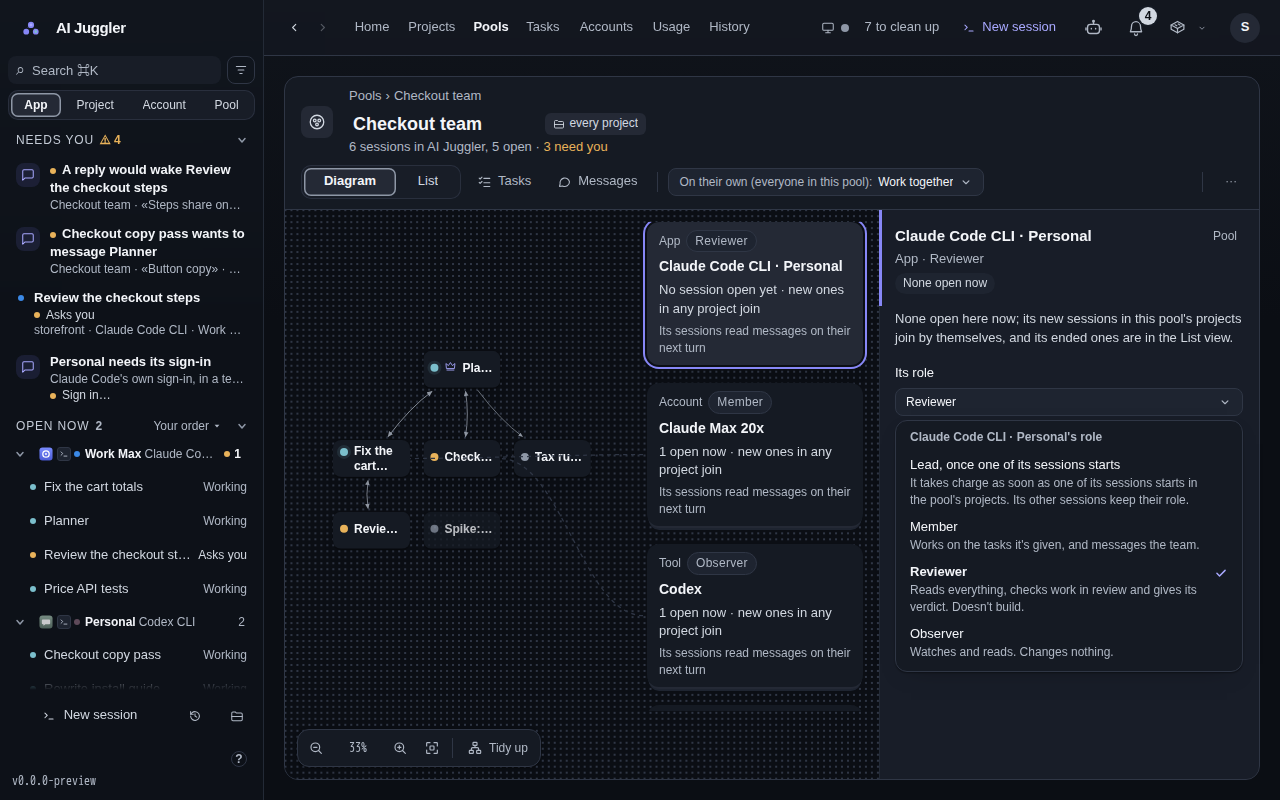 AI Juggler
Search ⌘K
App
Project
Account
Pool
NEEDS YOU
4
A reply would wake Review the checkout steps
Checkout team · «Steps share on…
Checkout copy pass wants to message Planner
Checkout team · «Button copy» · …
Review the checkout steps
Asks you
storefront · Claude Code CLI · Work …
Personal needs its sign-in
Claude Code's own sign-in, in a te…
Sign in…
OPEN NOW 2
Your order
Work Max Claude Co…
1
Fix the cart totals
Working
Planner
Working
Review the checkout st…
Asks you
Price API tests
Working
Personal Codex CLI
2
Checkout copy pass
Working
New session
?
v0.0.0-preview
Home
Projects
Pools
Tasks
Accounts
Usage
History
7 to clean up
New session
4
S
Pools › Checkout team
Checkout team
every project
6 sessions in AI Juggler, 5 open · 3 need you
Diagram
List
Tasks
Messages
On their own (everyone in this pool): Work together
Pla…
Fix the cart…
Check…
Tax ru…
Revie…
Spike:…
App
Reviewer
Claude Code CLI · Personal
No session open yet · new ones
in any project join
Its sessions read messages on their
next turn
Account
Member
Claude Max 20x
1 open now · new ones in any
project join
Its sessions read messages on their
next turn
Tool
Observer
Codex
1 open now · new ones in any
project join
Its sessions read messages on their
next turn
33%
Tidy up
Claude Code CLI · Personal
Pool
App · Reviewer
None open now
None open here now; its new sessions in this pool's projects
join by themselves, and its ended ones are in the List view.
Its role
Reviewer
Claude Code CLI · Personal's role
Lead, once one of its sessions starts
It takes charge as soon as one of its sessions starts in
the pool's projects. Its other sessions keep their role.
Member
Works on the tasks it's given, and messages the team.
Reviewer
Reads everything, checks work in review and gives its
verdict. Doesn't build.
Observer
Watches and reads. Changes nothing.